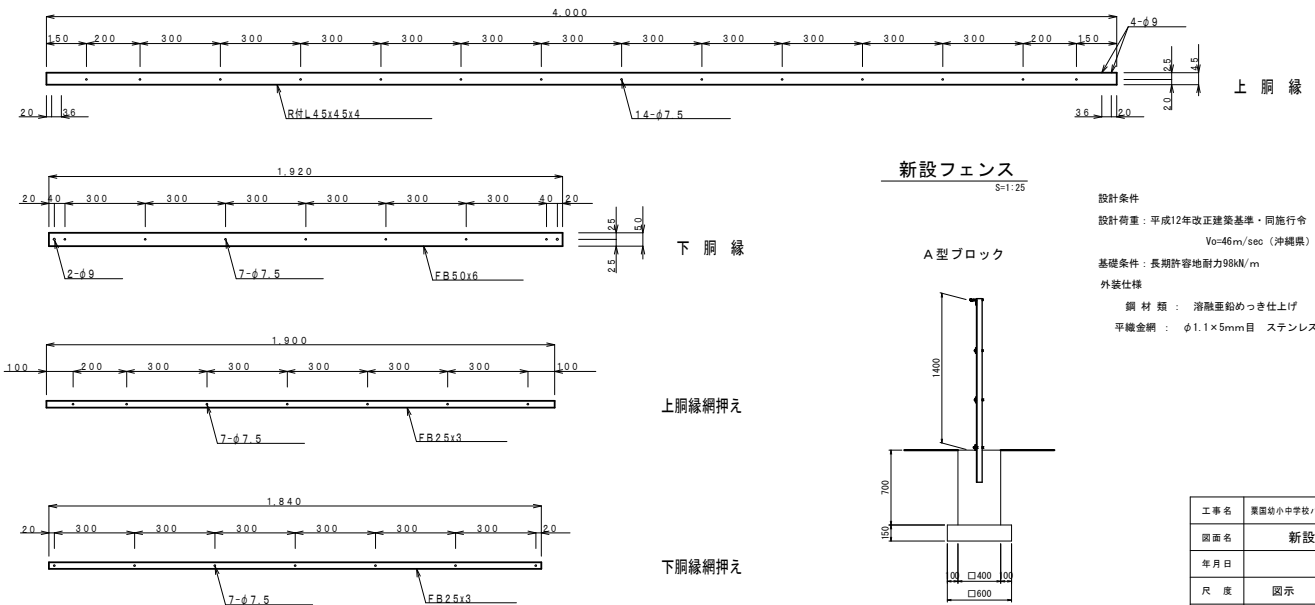 4,000
4-φ9
150 200 300 300 300 300 300 300 300 300 300 300 300 200 150
25
45
20
上 胴 縁
20 36
R付L45x45x4
14-φ7.5
36 20
新設フェンス
S=1:25
1,920
20 40 300 300 300 300 300 300 40 20
25
50
25
下 胴 縁
2-φ9
7-φ7.5
FB50x6
設計条件
設計荷重：平成12年改正建築基準・同施行令
Vo=46m/sec（沖縄県）
基礎条件：長期許容地耐力98kN/m
外装仕様
鋼 材 類 ： 溶融亜鉛めっき仕上げ
平織金網 ： φ1.1×5mm目 ステンレス
A型ブロック
1400
700
150
100 □400 100
□600
1,900
100 200 300 300 300 300 300 100
上胴縁網押え
7-φ7.5
FB25x3
1,840
20 300 300 300 300 300 300 20
下胴縁網押え
7-φ7.5
FB25x3
工事名 粟国幼小中学校
図面名 新設
年月日
尺 度 図示